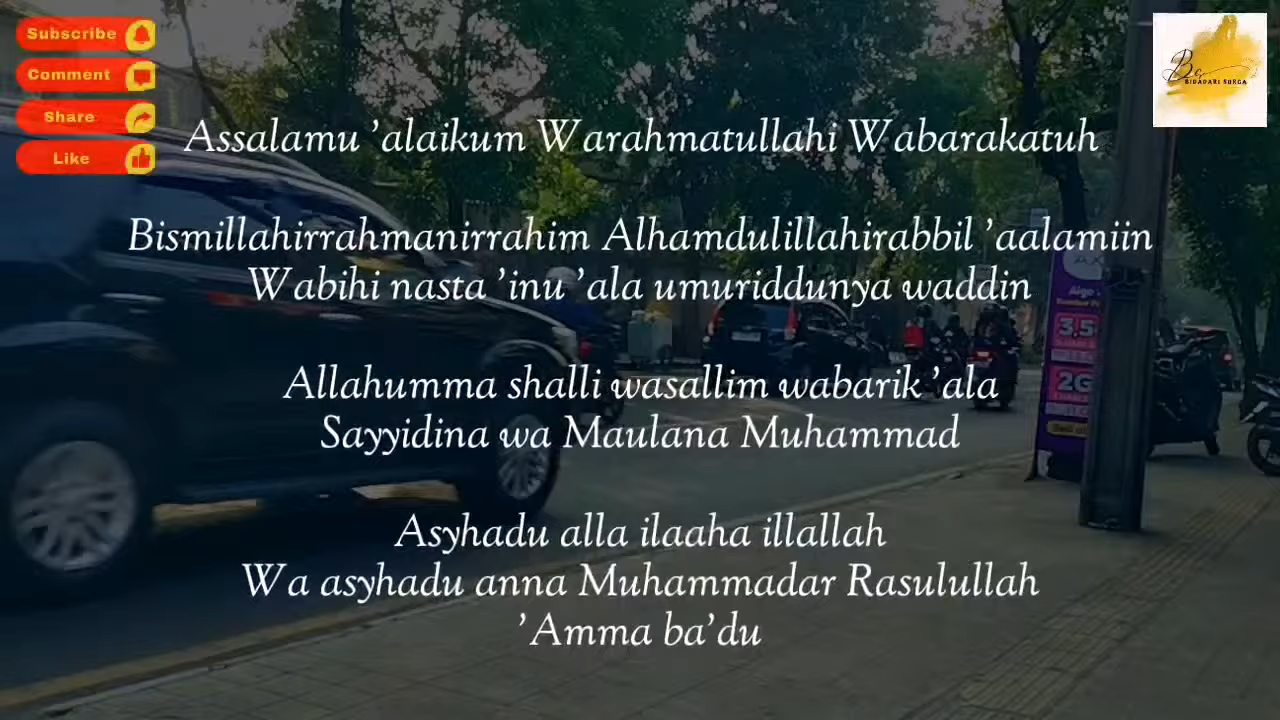 Subscribe
Comment
Share
Like
BIDADARI SURGA
Assalamu 'alaikum Warahmatullahi Wabarakatuh
Bismillahirrahmanirrahim Alhamdulillahirabbil 'aalamiin
Wabihi nasta 'inu 'ala umuriddunya waddin
Allahumma shalli wasallim wabarik 'ala
Sayyidina wa Maulana Muhammad
Asyhadu alla ilaaha illallah
Wa asyhadu anna Muhammadar Rasulullah
'Amma ba'du
3.5
2G